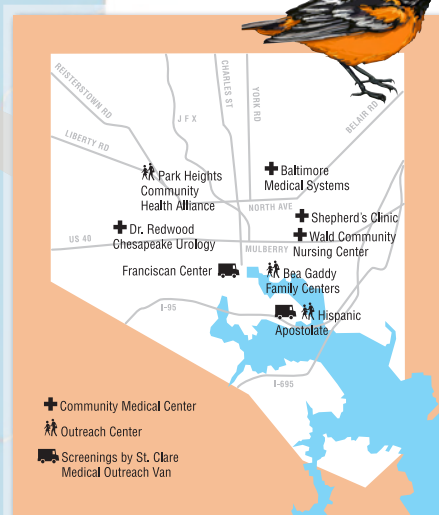 REISTERSTOWN RD
JFX
CHARLES ST
YORK RD
BELAIR RD
LIBERTY RD
Park Heights
Community
Health Alliance
Baltimore
Medical Systems
NORTH AVE
Shepherd's Clinic
Dr. Redwood
Chesapeake Urology
Wald Community
Nursing Center
US 40
MULBERRY
Franciscan Center
Bea Gaddy
Family Centers
Hispanic
Apostolate
I-95
I-695
Community Medical Center
Outreach Center
Screenings by St. Clare
Medical Outreach Van